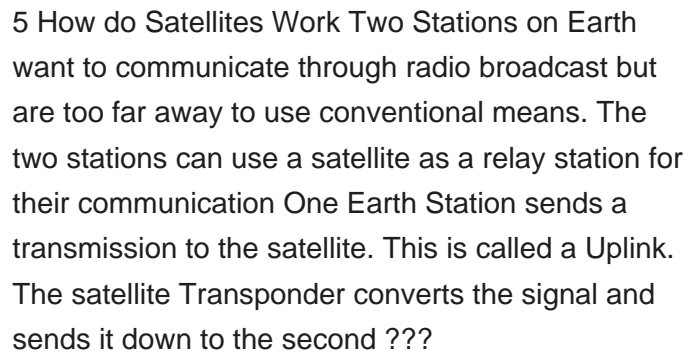 5 How do Satellites Work Two Stations on Earth
want to communicate through radio broadcast but
are too far away to use conventional means. The
two stations can use a satellite as a relay station for
their communication One Earth Station sends a
transmission to the satellite. This is called a Uplink.
The satellite Transponder converts the signal and
sends it down to the second ???